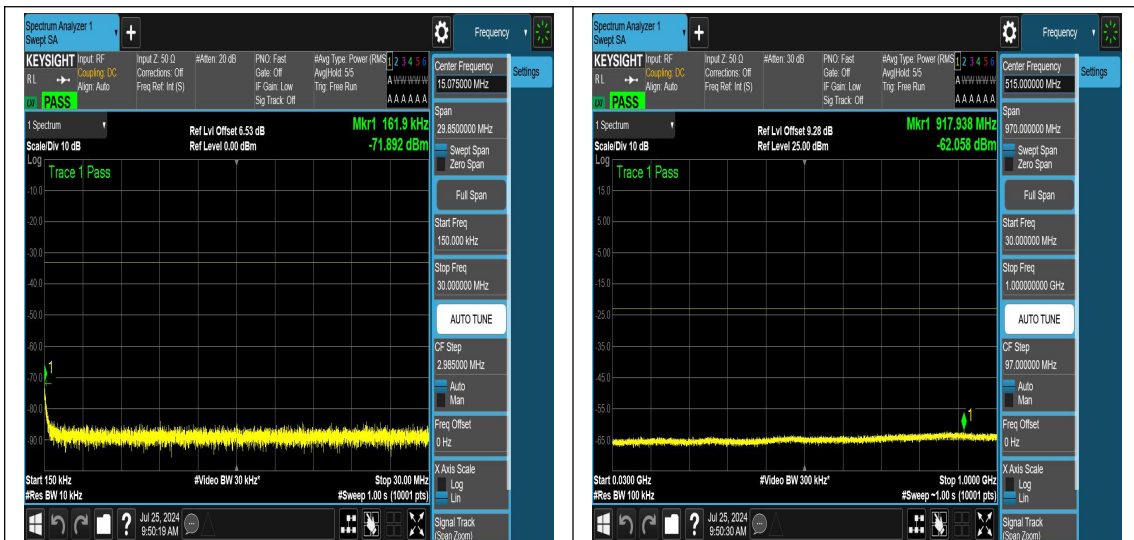 Spectrum Analyzer 1
Swept SA
+
Frequency
KEYSIGHT
RL
Input: RF
Coupling: DC
Align: Auto
Input Z: 50 Ω
Corrections: Off
Freq Ref: Int (S)
#Atten: 20 dB
PNO: Fast
Gate: Off
IF Gain: Low
Sig Track: Off
#Avg Type: Power (RMS
Avg|Hold: 5/5
Trig: Free Run
1 2 3 4 5 6
A W W W W W
A A A A A A
LXI PASS
1 Spectrum
Scale/Div 10 dB
Ref Lvl Offset 6.53 dB
Ref Level 0.00 dBm
Mkr1 161.9 kHz
-71.892 dBm
Log
Trace 1 Pass
-10.0
-20.0
-30.0
-40.0
-50.0
-60.0
-70.0
-80.0
-90.0
1
Start 150 kHz
#Res BW 10 kHz
#Video BW 30 kHz*
Stop 30.00 MHz
#Sweep 1.00 s (10001 pts)
Center Frequency
15.075000 MHz
Settings
Span
29.8500000 MHz
Swept Span
Zero Span
Full Span
Start Freq
150.000 kHz
Stop Freq
30.000000 MHz
AUTO TUNE
CF Step
2.985000 MHz
Auto
Man
Freq Offset
0 Hz
X Axis Scale
Log
Lin
Signal Track
(Span Zoom)
?
Jul 25, 2024
9:50:19 AM
Spectrum Analyzer 1
Swept SA
+
Frequency
KEYSIGHT
RL
Input: RF
Coupling: DC
Align: Auto
Input Z: 50 Ω
Corrections: Off
Freq Ref: Int (S)
#Atten: 30 dB
PNO: Fast
Gate: Off
IF Gain: Low
Sig Track: Off
#Avg Type: Power (RMS
Avg|Hold: 5/5
Trig: Free Run
1 2 3 4 5 6
A W W W W W
A A A A A A
LXI PASS
1 Spectrum
Scale/Div 10 dB
Ref Lvl Offset 9.28 dB
Ref Level 25.00 dBm
Mkr1 917.938 MHz
-62.058 dBm
Log
Trace 1 Pass
15.0
5.00
-5.00
-15.0
-25.0
-35.0
-45.0
-55.0
-65.0
1
Start 0.0300 GHz
#Res BW 100 kHz
#Video BW 300 kHz*
Stop 1.0000 GHz
#Sweep ~1.00 s (10001 pts)
Center Frequency
515.000000 MHz
Settings
Span
970.000000 MHz
Swept Span
Zero Span
Full Span
Start Freq
30.000000 MHz
Stop Freq
1.000000000 GHz
AUTO TUNE
CF Step
97.000000 MHz
Auto
Man
Freq Offset
0 Hz
X Axis Scale
Log
Lin
Signal Track
(Span Zoom)
?
Jul 25, 2024
9:50:30 AM